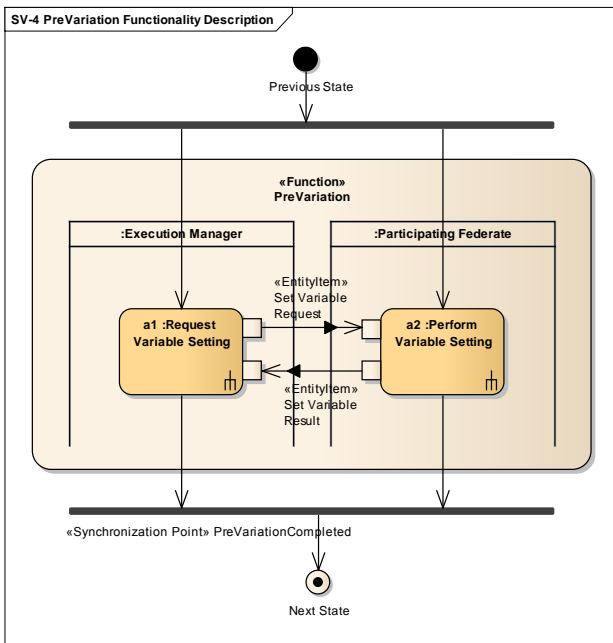 SV-4 PreVariation Functionality Description
Previous State
«Function»
PreVariation
:Execution Manager
:Participating Federate
«EntityItem»
Set Variable
Request
a1 :Request
Variable Setting
a2 :Perform
Variable Setting
«EntityItem»
Set Variable
Result
«Synchronization Point» PreVariationCompleted
Next State